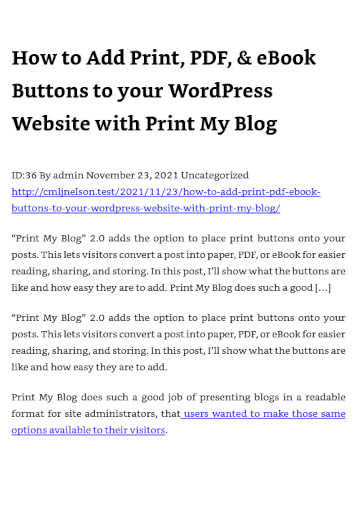 How to Add Print, PDF, & eBook
Buttons to your WordPress
Website with Print My Blog
ID:36 By admin November 23, 2021 Uncategorized
http://cmljnelson.test/2021/11/23/how-to-add-print-pdf-ebook-
buttons-to-your-wordpress-website-with-print-my-blog/
“Print My Blog” 2.0 adds the option to place print buttons onto your
posts. This lets visitors convert a post into paper, PDF, or eBook for easier
reading, sharing, and storing. In this post, I’ll show what the buttons are
like and how easy they are to add. Print My Blog does such a good […]
“Print My Blog” 2.0 adds the option to place print buttons onto your
posts. This lets visitors convert a post into paper, PDF, or eBook for easier
reading, sharing, and storing. In this post, I’ll show what the buttons are
like and how easy they are to add.
Print My Blog does such a good job of presenting blogs in a readable
format for site administrators, that users wanted to make those same
options available to their visitors.